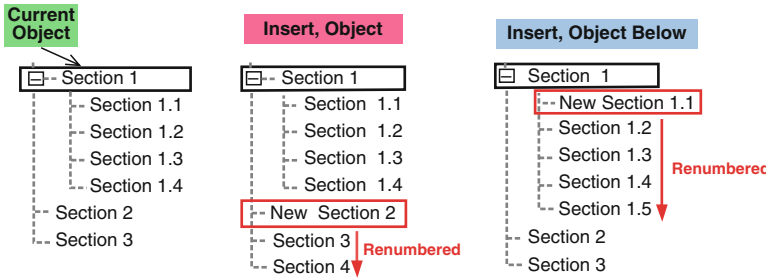 Current
Object
Section 1
Section 1.1
Section 1.2
Section 1.3
Section 1.4
Section 2
Section 3
Insert, Object
Section 1
Section 1.1
Section 1.2
Section 1.3
Section 1.4
New Section 2
Section 3
Renumbered
Section 4
Insert, Object Below
Section 1
New Section 1.1
Section 1.2
Section 1.3
Renumbered
Section 1.4
Section 1.5
Section 2
Section 3